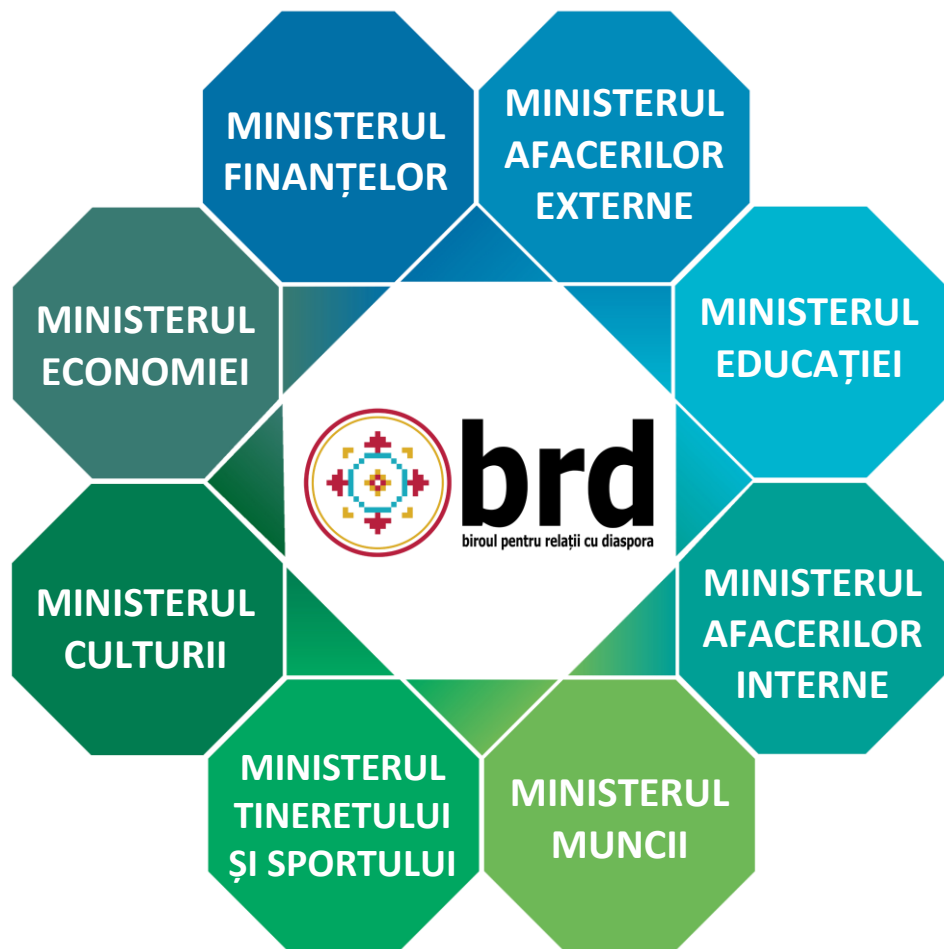 MINISTERUL
FINANȚELOR
MINISTERUL
AFACERILOR
EXTERNE
MINISTERUL
ECONOMIEI
MINISTERUL
EDUCAȚIEI
brd
biroul pentru relații cu diaspora
MINISTERUL
CULTURII
MINISTERUL
AFACERILOR
INTERNE
MINISTERUL
TINERETULUI
ȘI SPORTULUI
MINISTERUL
MUNCII